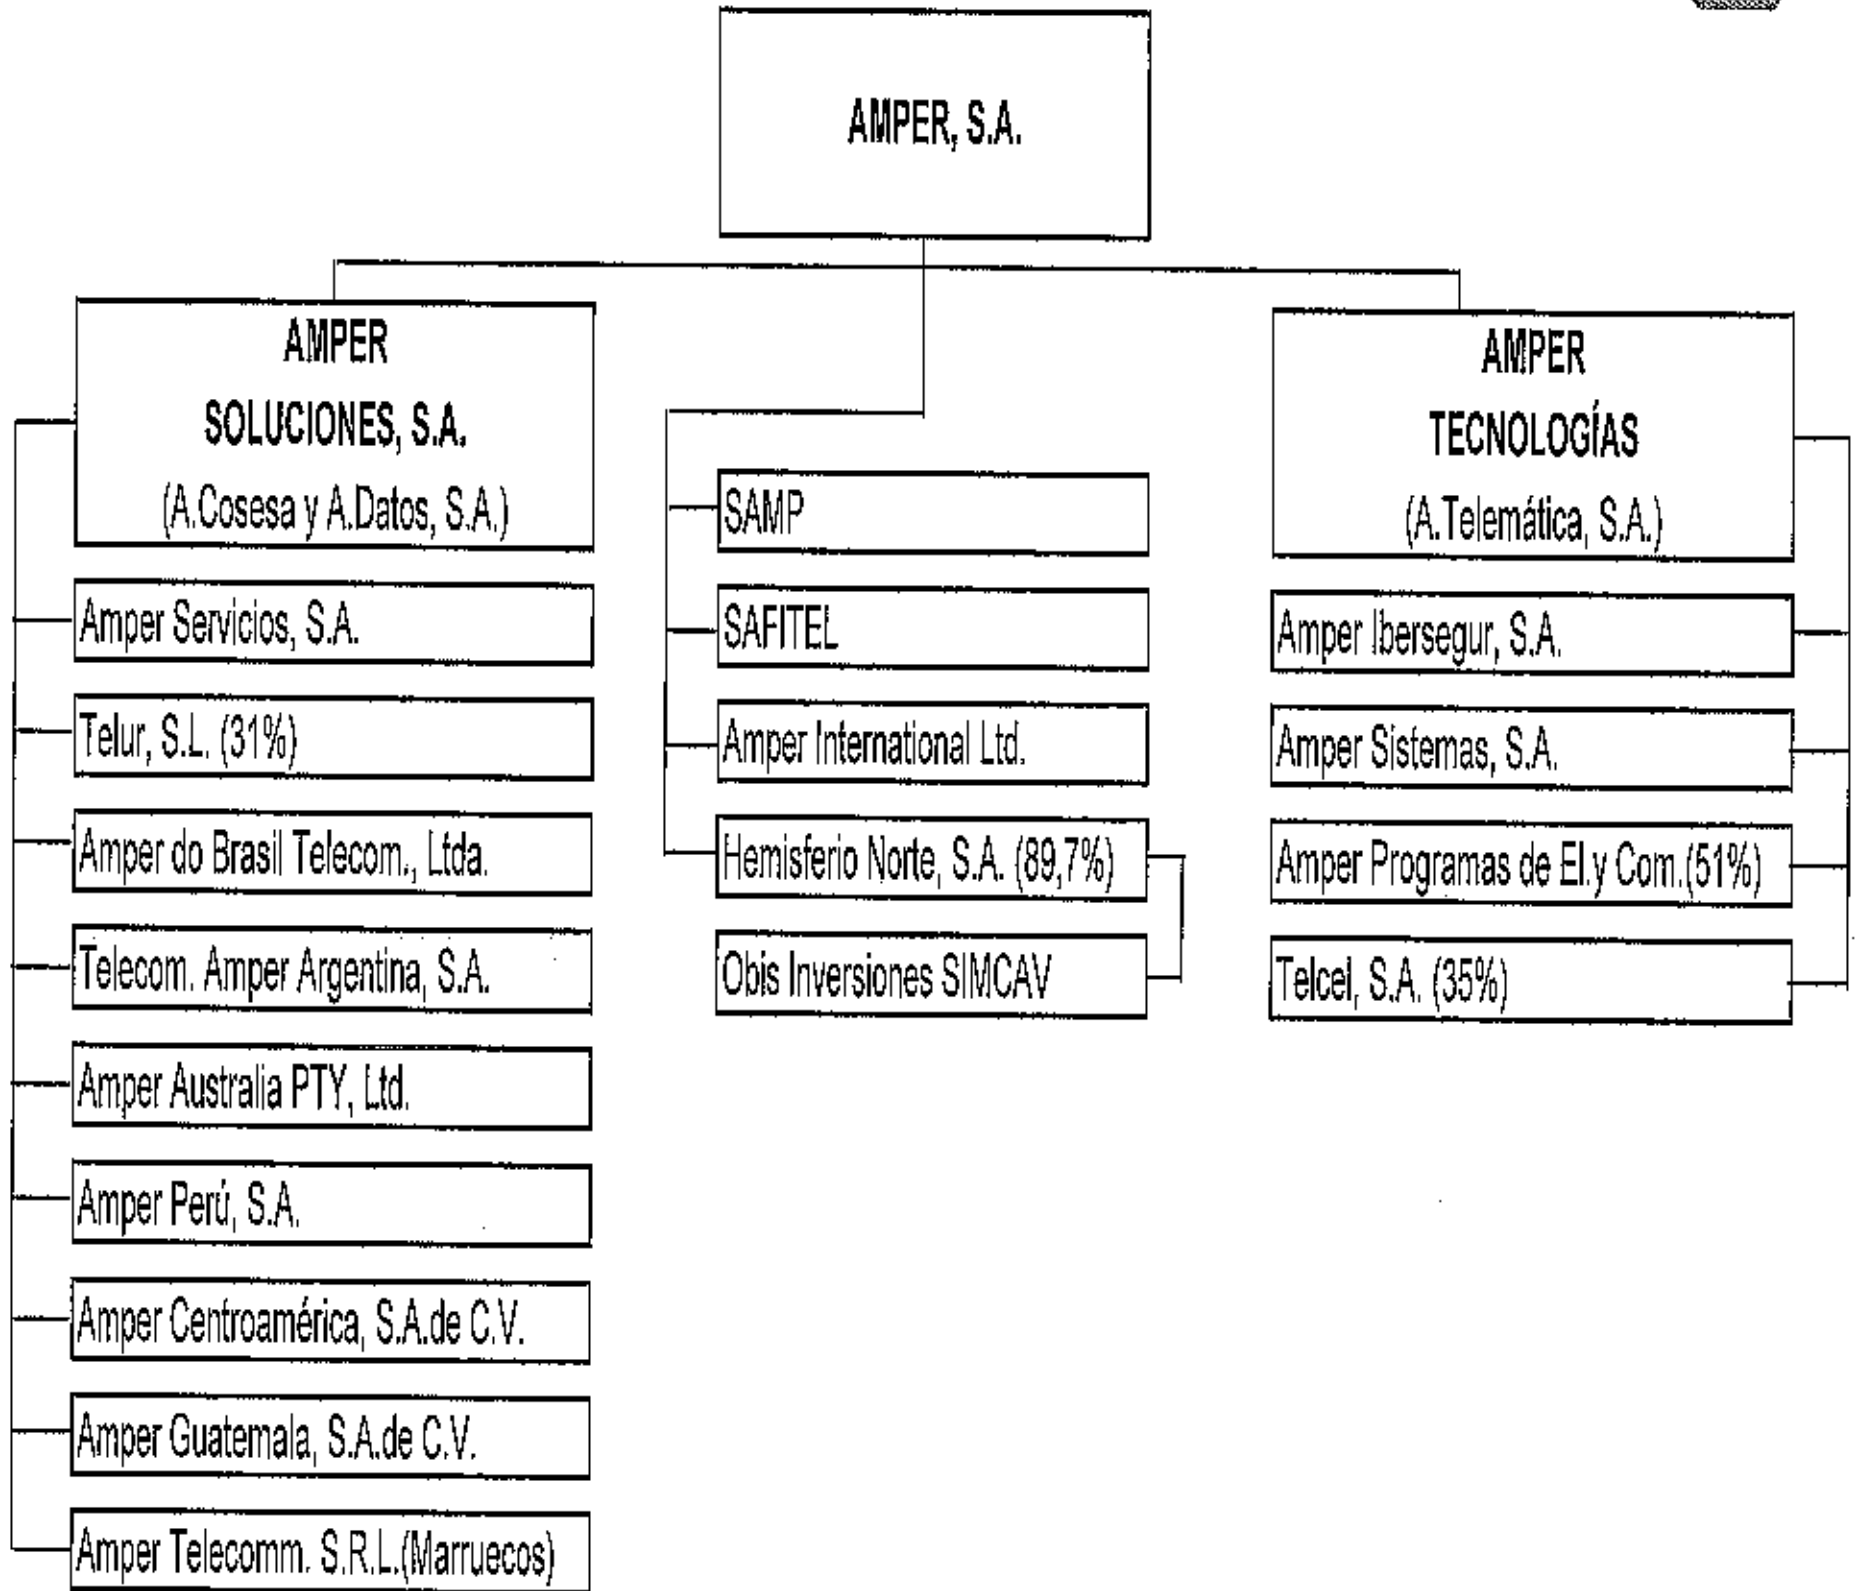 AMPER, S.A.
AMPER
SOLUCIONES, S.A.
(A.Cosesa y A.Datos, S.A.)
Amper Servicios, S.A.
Telur, S.L. (31%)
Amper do Brasil Telecom., Ltda.
Telecom. Amper Argentina, S.A.
Amper Australia PTY, Ltd.
Amper Perú, S.A.
Amper Centroamérica, S.A.de C.V.
Amper Guatemala, S.A.de C.V.
Amper Telecomm. S.R.L.(Marruecos)
SAMP
SAFITEL
Amper International Ltd.
Hemisferio Norte, S.A. (89,7%)
Obis Inversiones SIMCAV
AMPER
TECNOLOGÍAS
(A.Telemática, S.A.)
Amper Ibersegur, S.A.
Amper Sistemas, S.A.
Amper Programas de El.y Com.(51%)
Telcel, S.A. (35%)